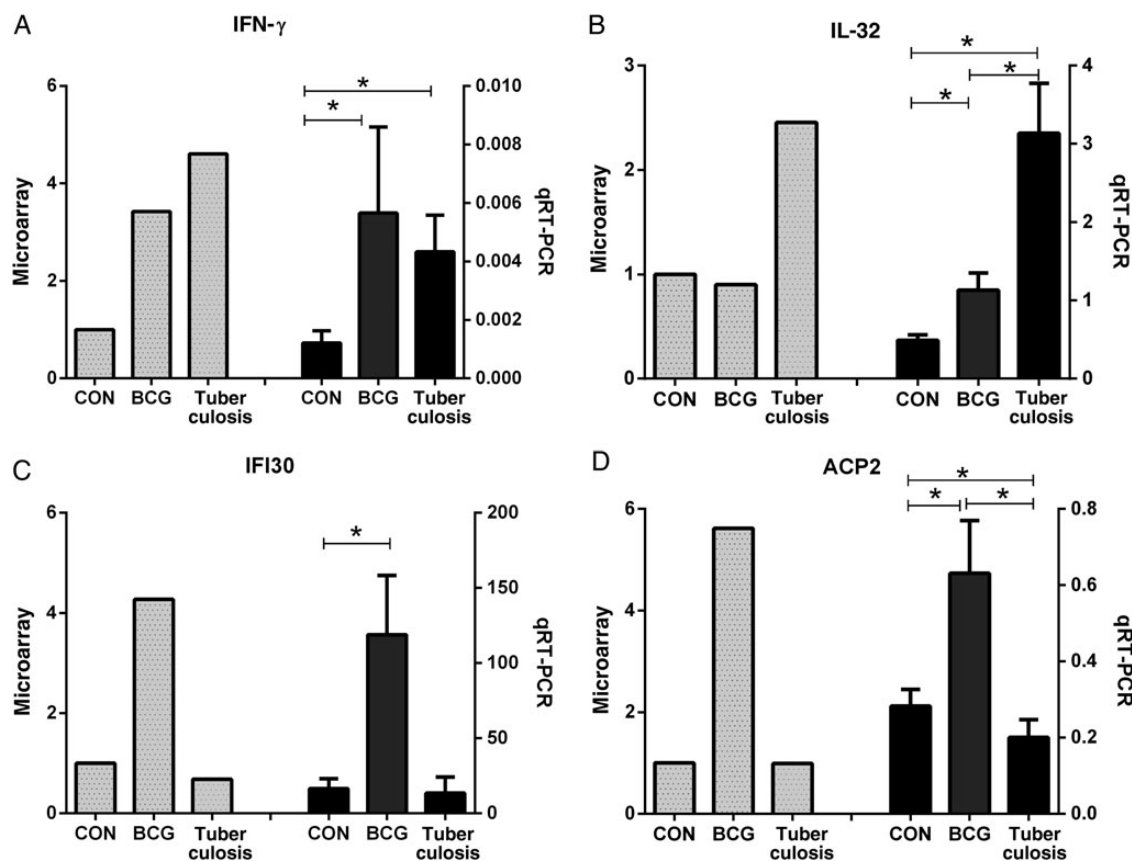 A
IFN-γ
Microarray
6
4
2
0
0.010
0.008
0.006
0.004
0.002
0.000
qRT-PCR
*
*
CON BCG Tuber culosis
CON BCG Tuber culosis
B
IL-32
Microarray
3
2
1
0
4
3
2
1
0
qRT-PCR
*
*
*
CON BCG Tuber culosis
CON BCG Tuber culosis
C
IFI30
Microarray
6
4
2
0
200
150
100
50
0
qRT-PCR
*
CON BCG Tuber culosis
CON BCG Tuber culosis
D
ACP2
Microarray
6
4
2
0
0.8
0.6
0.4
0.2
0.0
qRT-PCR
*
*
*
CON BCG Tuber culosis
CON BCG Tuber culosis